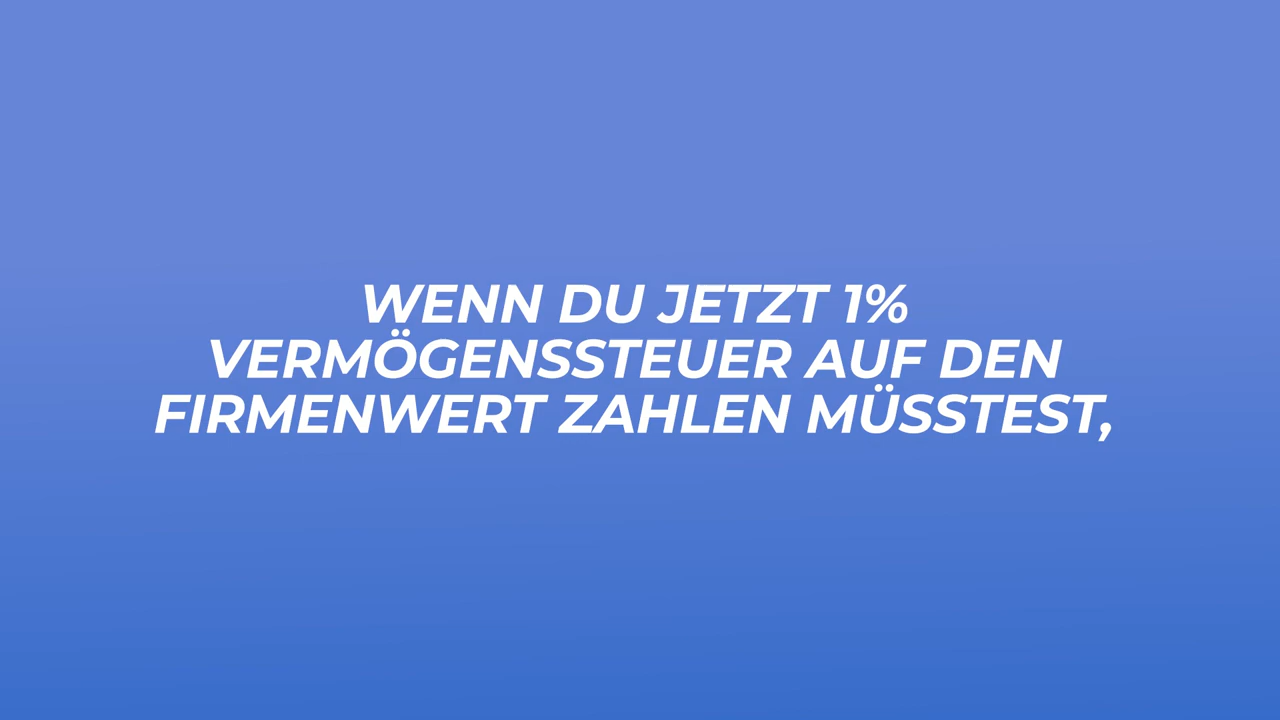 WENN DU JETZT 1%
VERMÖGENSSTEUER AUF DEN
FIRMENWERT ZAHLEN MÜSSTEST,